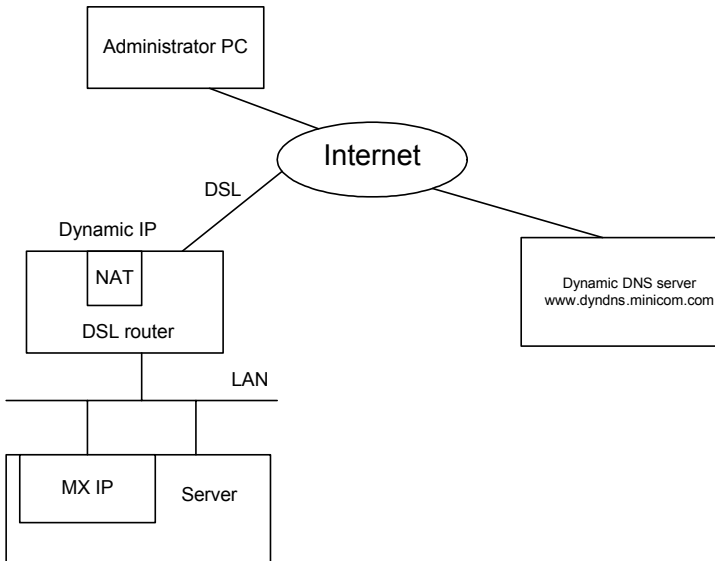 Administrator PC
Internet
DSL
Dynamic IP
NAT
DSL router
Dynamic DNS server
www.dyndns.minicom.com
LAN
MX IP
Server